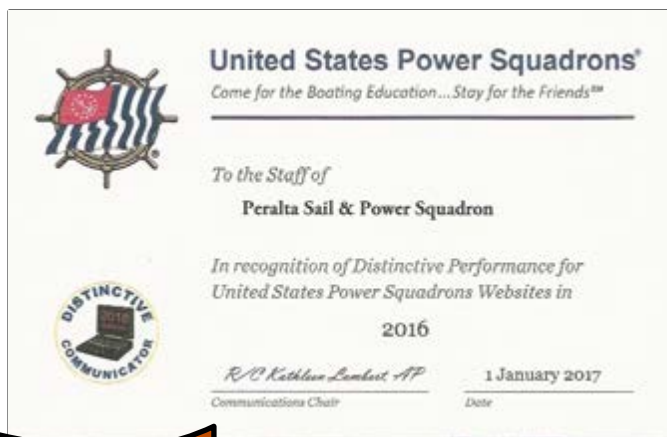 United States Power Squadrons®
Come for the Boating Education...Stay for the Friends℠
To the Staff of
Peralta Sail & Power Squadron
In recognition of Distinctive Performance for
United States Power Squadrons Websites in
2016
R/C Kathleen Lambert, AP
1 January 2017
Communications Chair
Date
DISTINCTIVE
2016
COMMUNICATOR